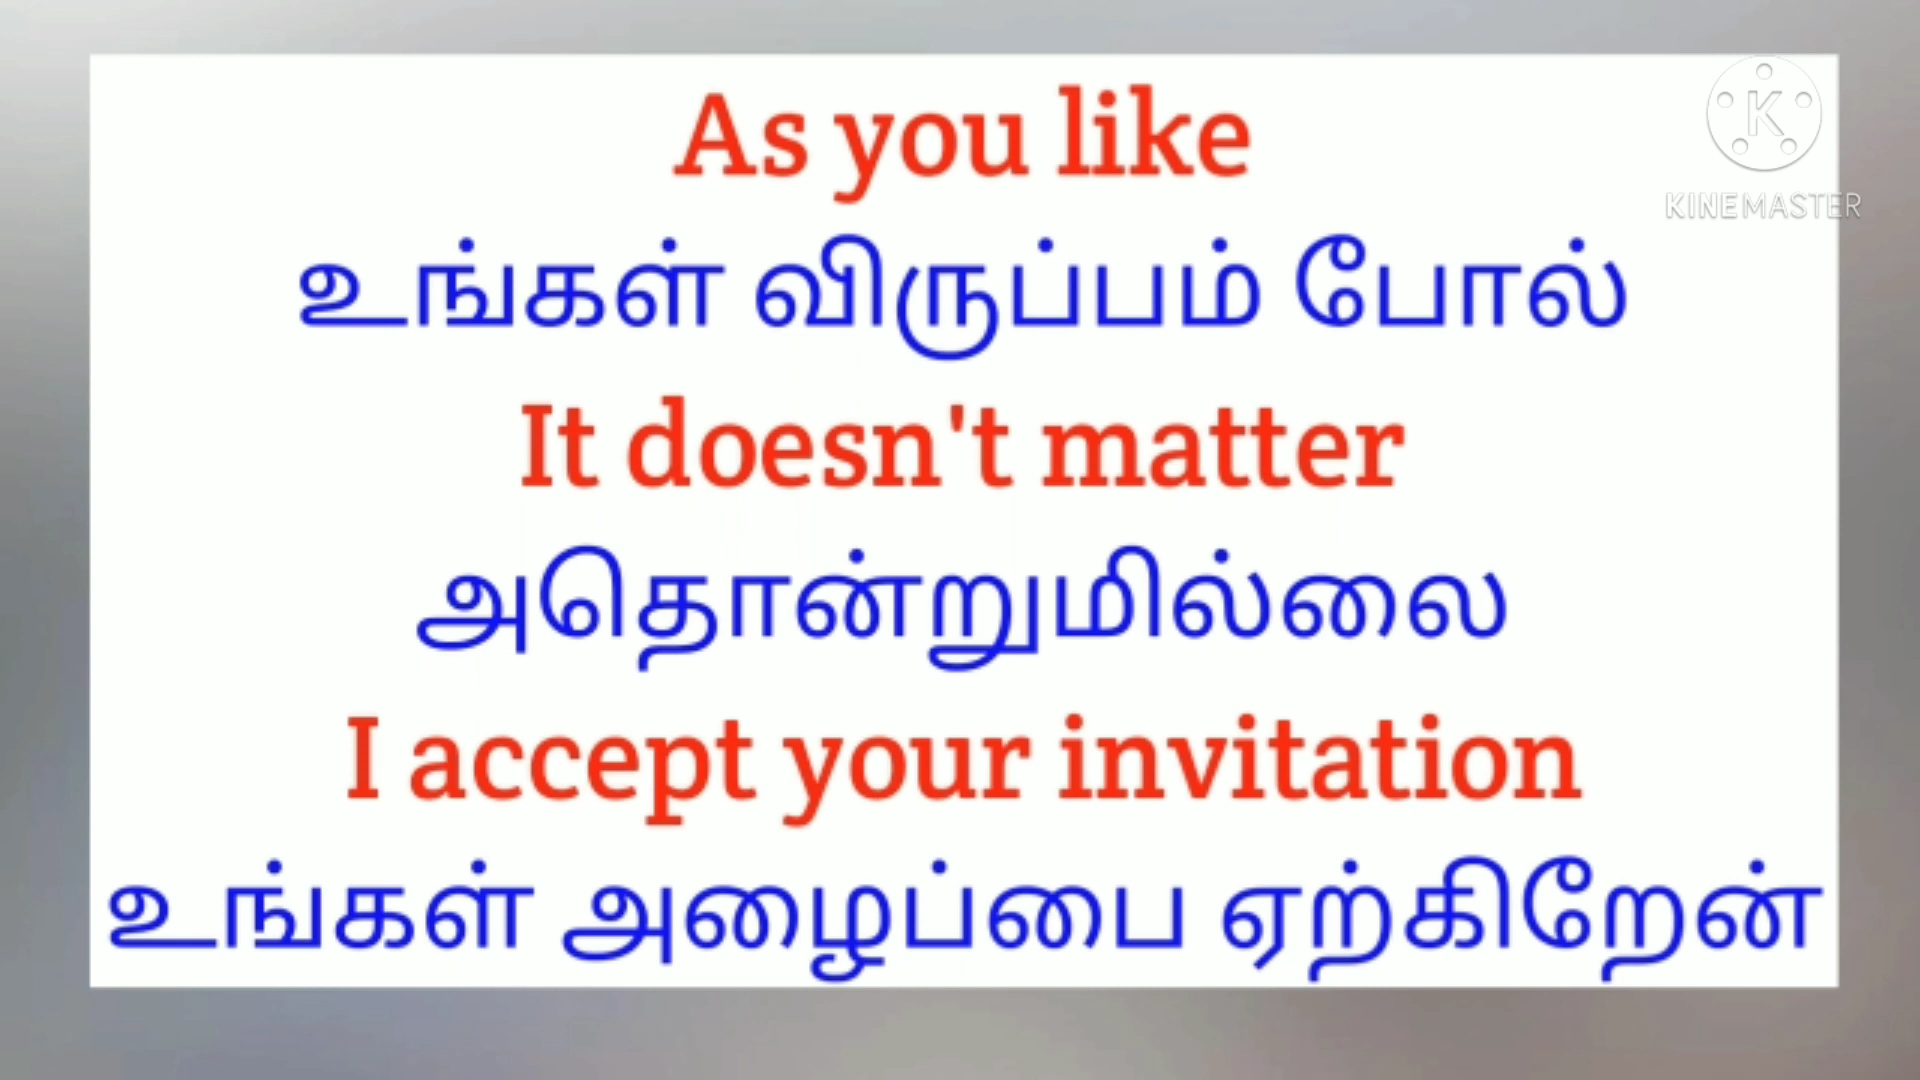 As you like
உங்கள் விருப்பம் போல்
It doesn't matter
அதொன்றுமில்லை
I accept your invitation
உங்கள் அழைப்பை ஏற்கிறேன்
K
KINEMASTER